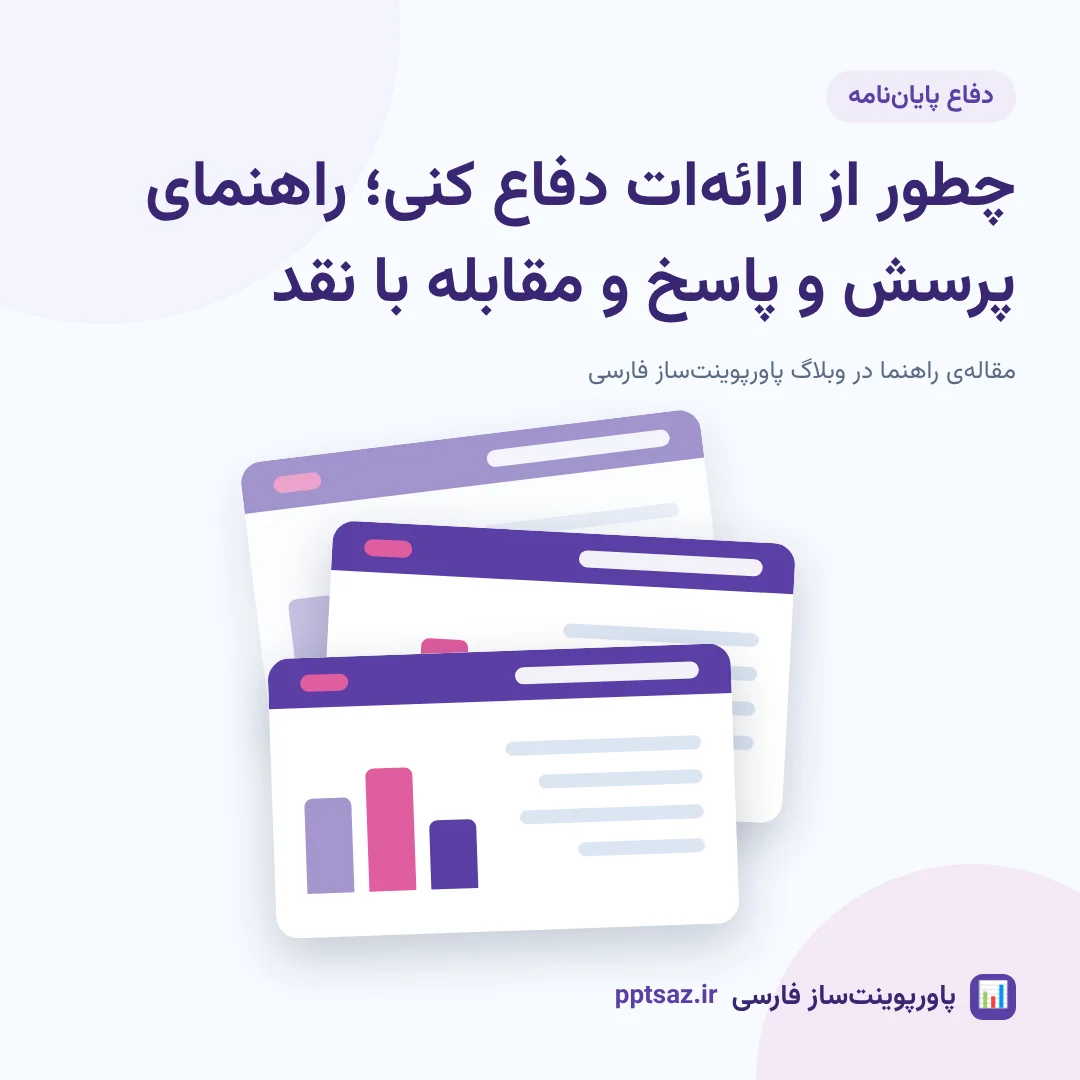 دفاع پایان‌نامه
چطور از ارائه‌ات دفاع کنی؛ راهنمای
پرسش و پاسخ و مقابله با نقد
مقاله‌ی راهنما در وبلاگ پاورپوینت‌ساز فارسی
پاورپوینت‌ساز فارسی pptsaz.ir